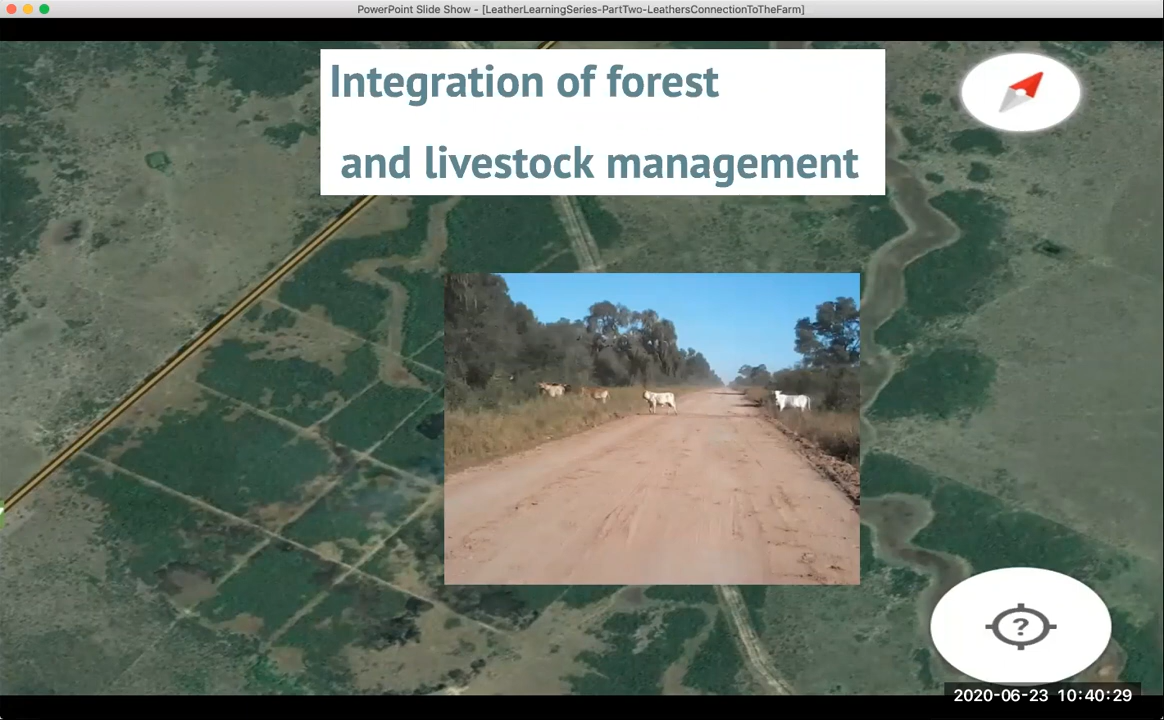 PowerPoint Slide Show - [LeatherLearningSeries-PartTwo-LeathersConnectionToTheFarm]
Integration of forest
and livestock management
?
2020-06-23 10:40:29